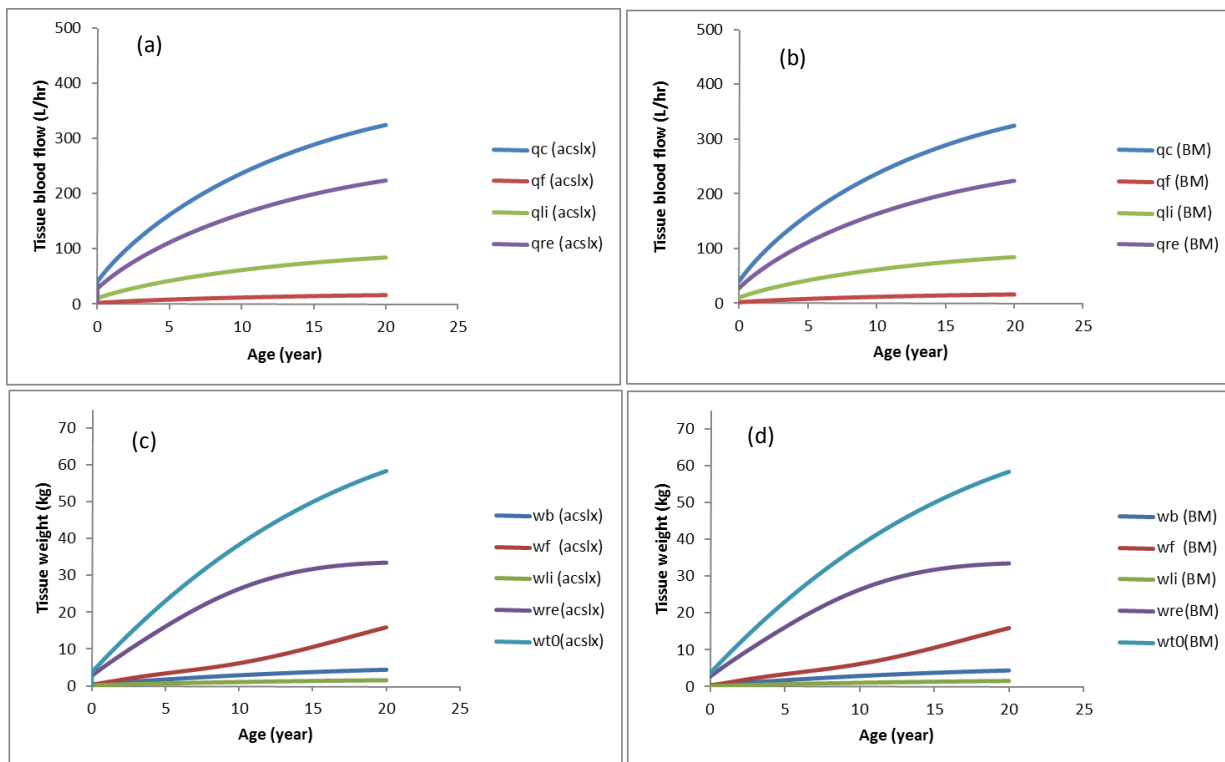 (a)
Tissue blood flow (L/hr)
500
400
300
200
100
0
0 5 10 15 20 25
Age (year)
qc (acslx)
qf (acslx)
qli (acslx)
qre (acslx)
(b)
Tissue blood flow (L/hr)
500
400
300
200
100
0
0 5 10 15 20 25
Age (year)
qc (BM)
qf (BM)
qli (BM)
qre (BM)
(c)
Tissue weight (kg)
70
60
50
40
30
20
10
0
0 5 10 15 20 25
Age (year)
wb (acslx)
wf (acslx)
wli (acslx)
wre(acslx)
wt0(acslx)
(d)
Tissue weight (kg)
70
60
50
40
30
20
10
0
0 5 10 15 20 25
Age (year)
wb (BM)
wf (BM)
wli (BM)
wre(BM)
wt0(BM)